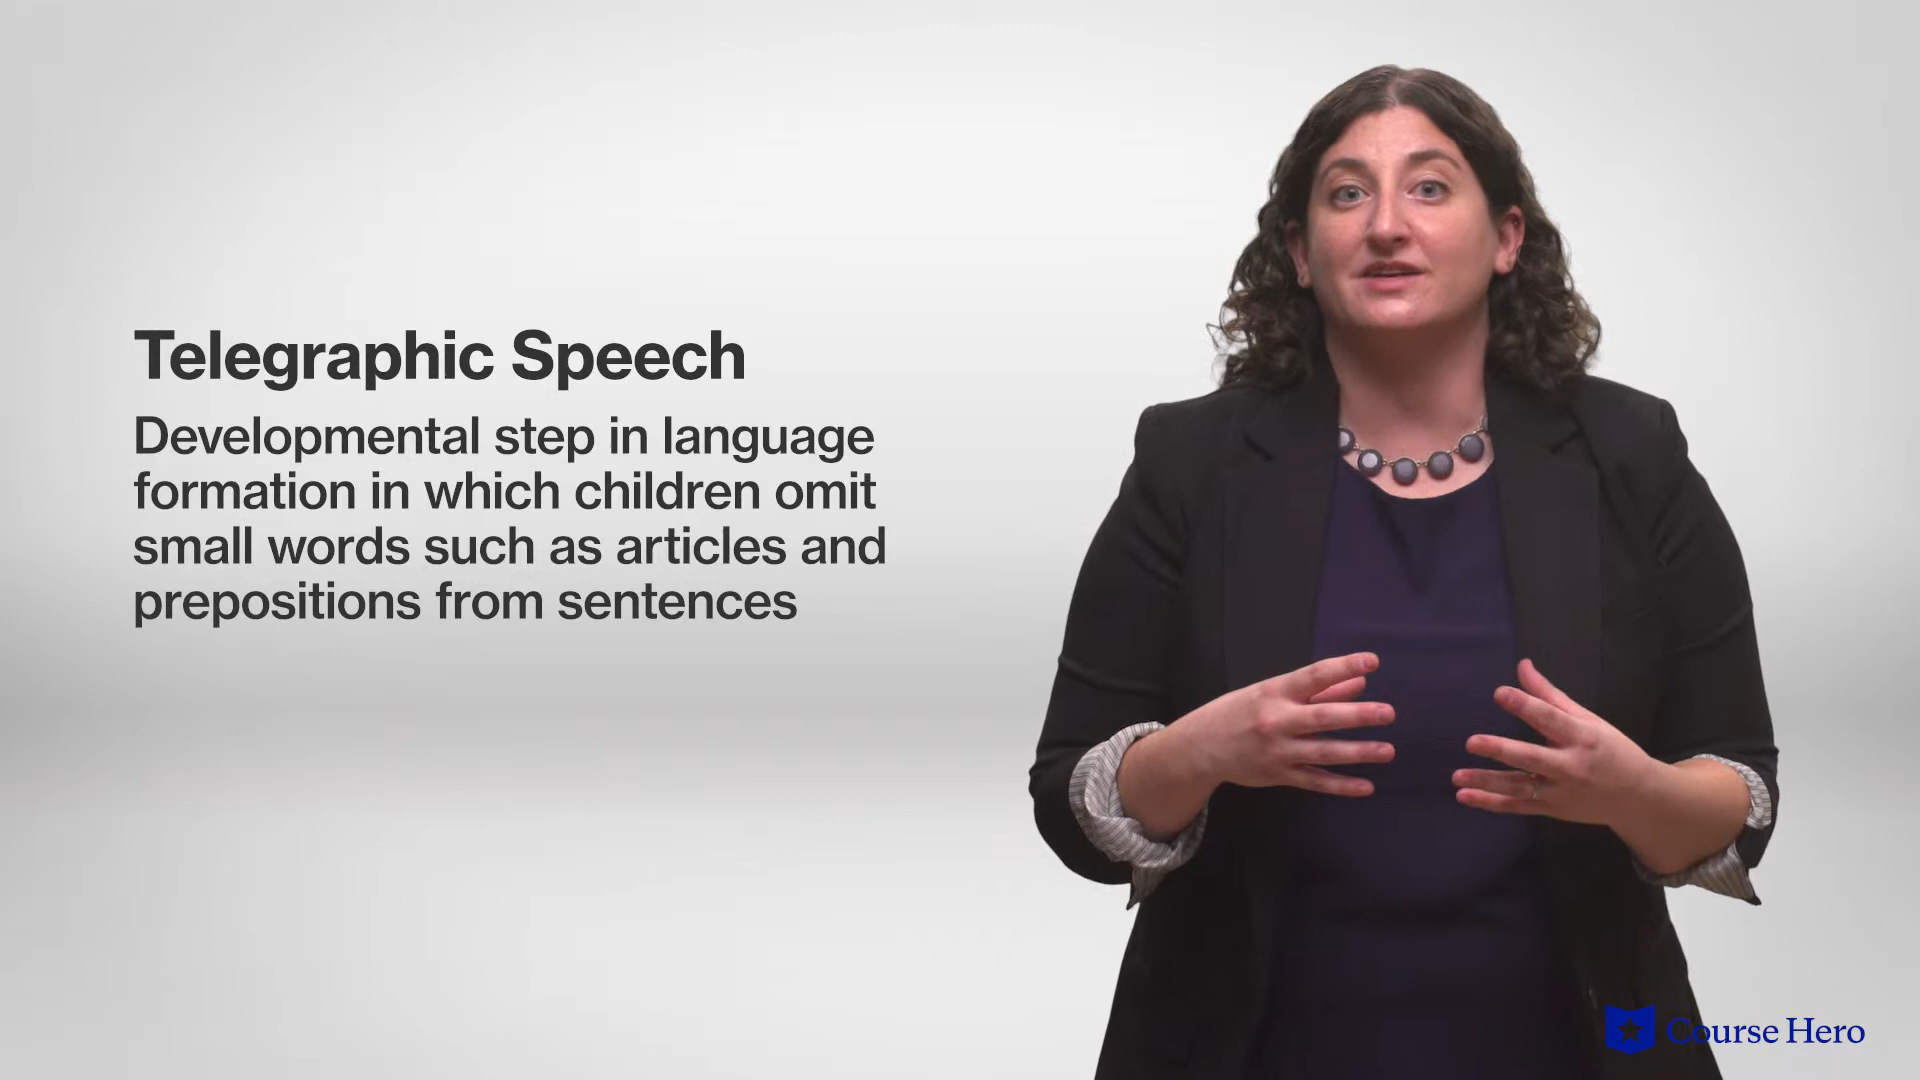 Telegraphic Speech
Developmental step in language
formation in which children omit
small words such as articles and
prepositions from sentences
Course Hero